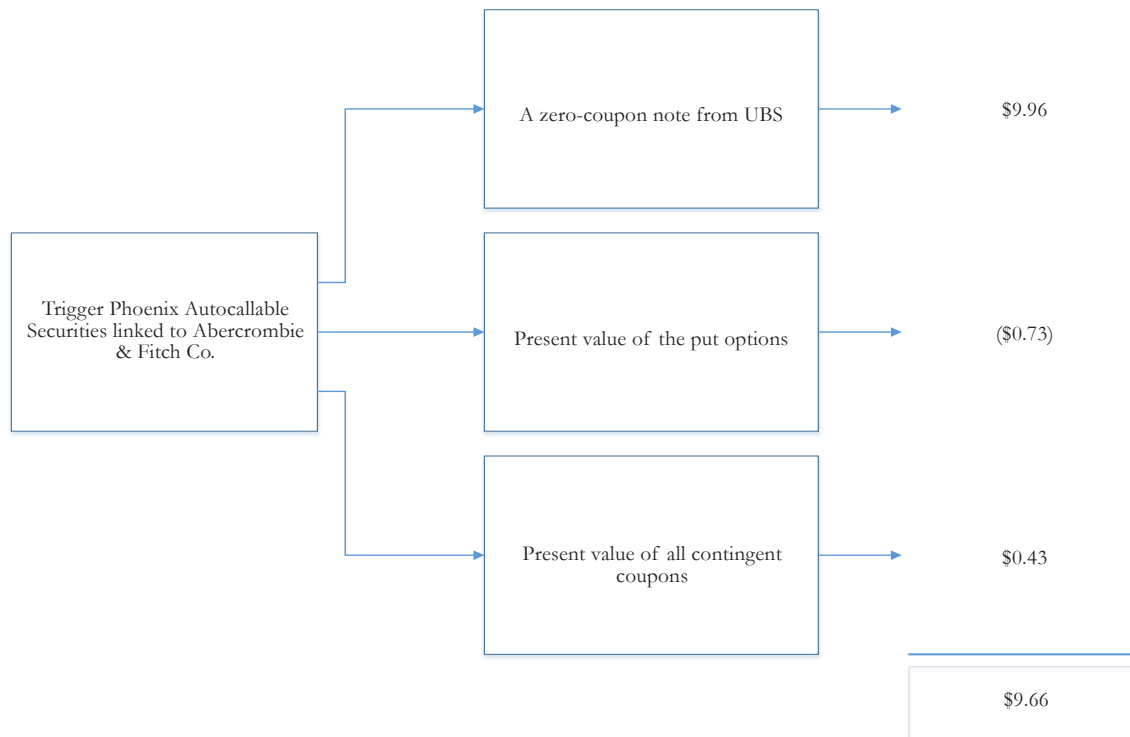 A zero-coupon note from UBS
$9.96
Trigger Phoenix Autocallable
Securities linked to Abercrombie
& Fitch Co.
Present value of the put options
($0.73)
Present value of all contingent
coupons
$0.43
$9.66